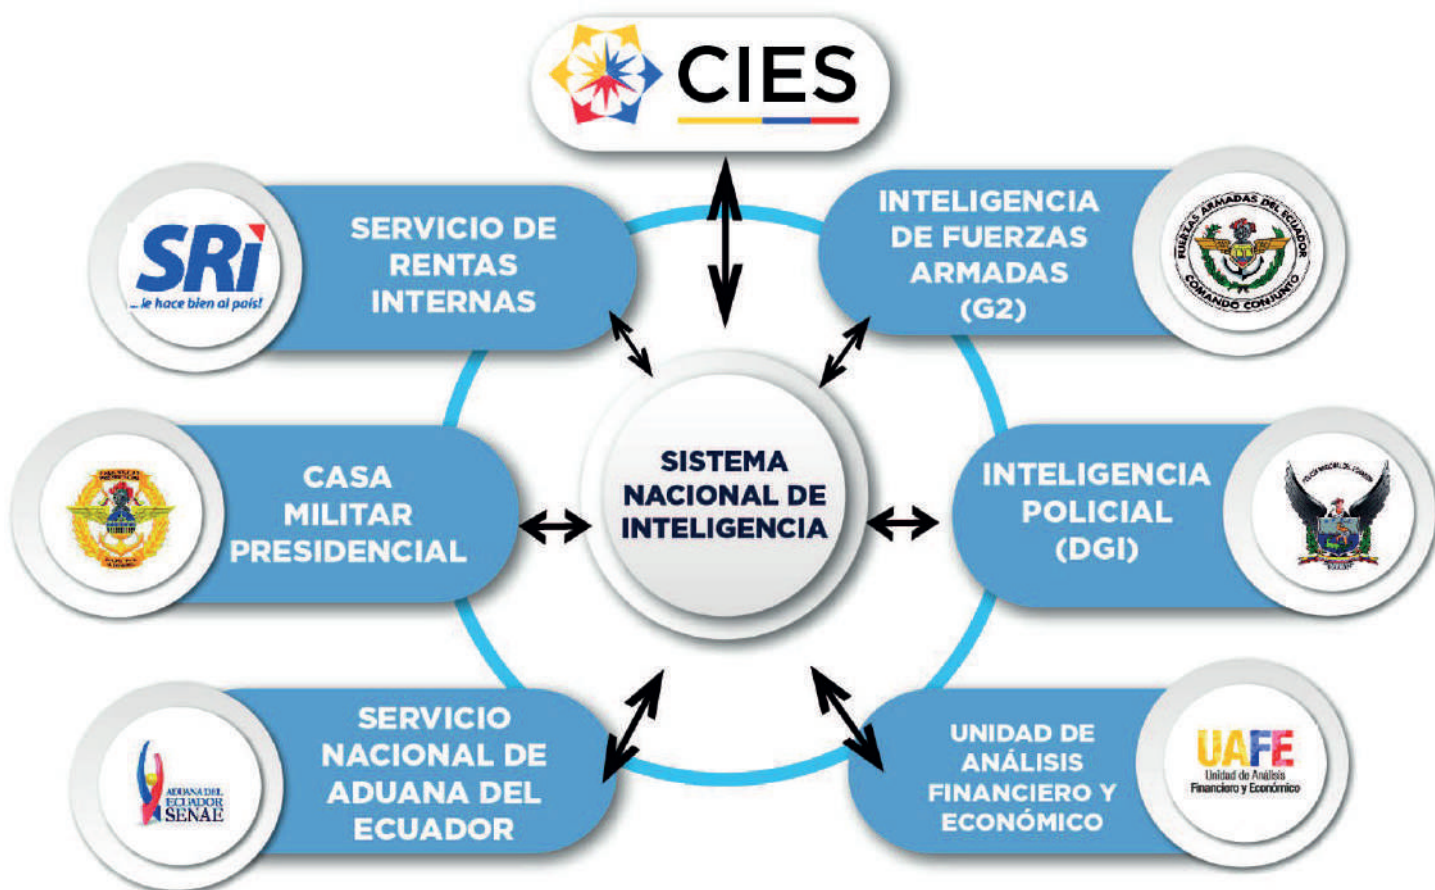 CIES
SRi
... le hace bien al país!
SERVICIO DE
RENTAS
INTERNAS
INTELIGENCIA
DE FUERZAS
ARMADAS
(G2)
FUERZAS ARMADAS DEL ECUADOR
COMANDO CONJUNTO
CASA
MILITAR
PRESIDENCIAL
SISTEMA
NACIONAL DE
INTELIGENCIA
INTELIGENCIA
POLICIAL
(DGI)
ADUANA DEL
ECUADOR
SENAE
SERVICIO
NACIONAL DE
ADUANA DEL
ECUADOR
UNIDAD DE
ANÁLISIS
FINANCIERO Y
ECONÓMICO
UAFE
Unidad de Análisis
Financiero y Económico